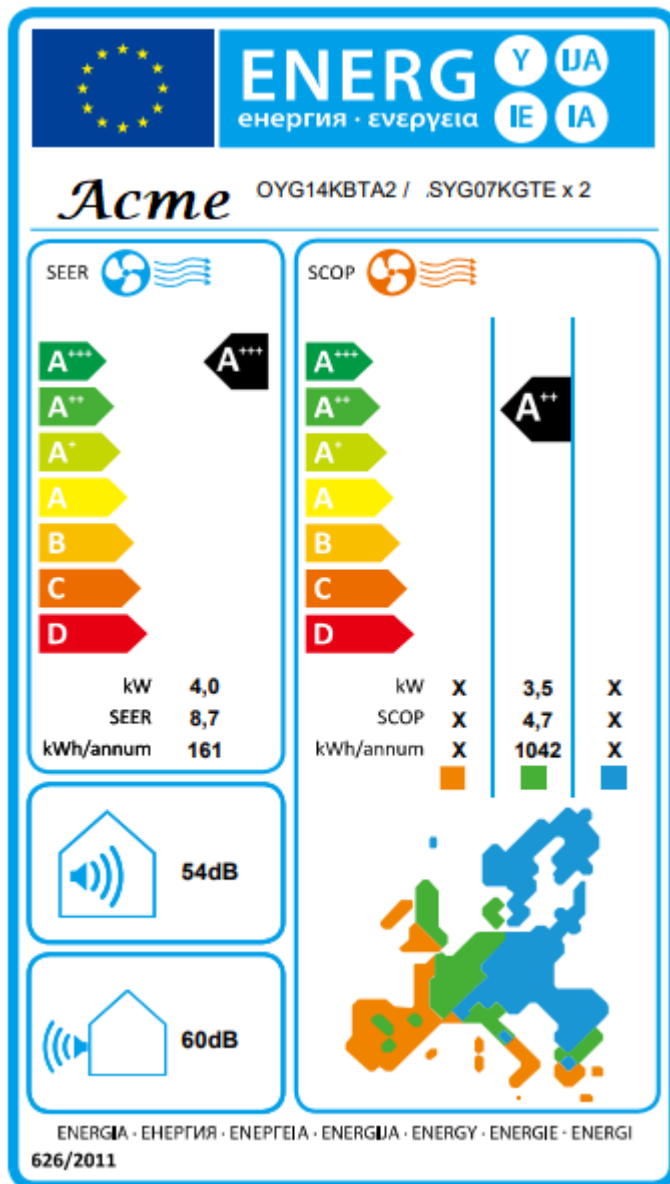 ENERG Y IJA
енергия · ενεργεια IE IA
Acme OYG14KBTA2 / .SYG07KGTE x 2
SEER
A+++ A+++
A++
A+
A
B
C
D
kW 4,0
SEER 8,7
kWh/annum 161
SCOP
A+++
A++ A++
A+
A
B
C
D
kW X 3,5 X
SCOP X 4,7 X
kWh/annum X 1042 X
54dB
60dB
ENERGIA · ЕНЕРГИЯ · ΕΝΕΡΓΕΙΑ · ENERGIJA · ENERGY · ENERGIE · ENERGI
626/2011